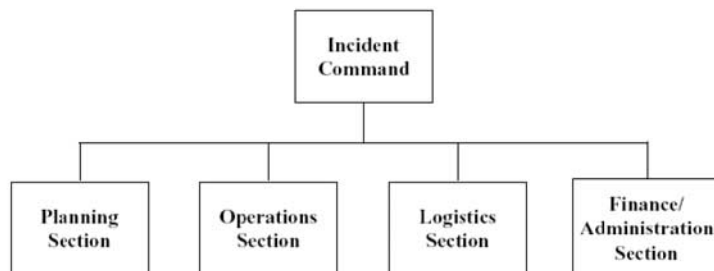 Incident
Command
Planning
Section
Operations
Section
Logistics
Section
Finance/
Administration
Section